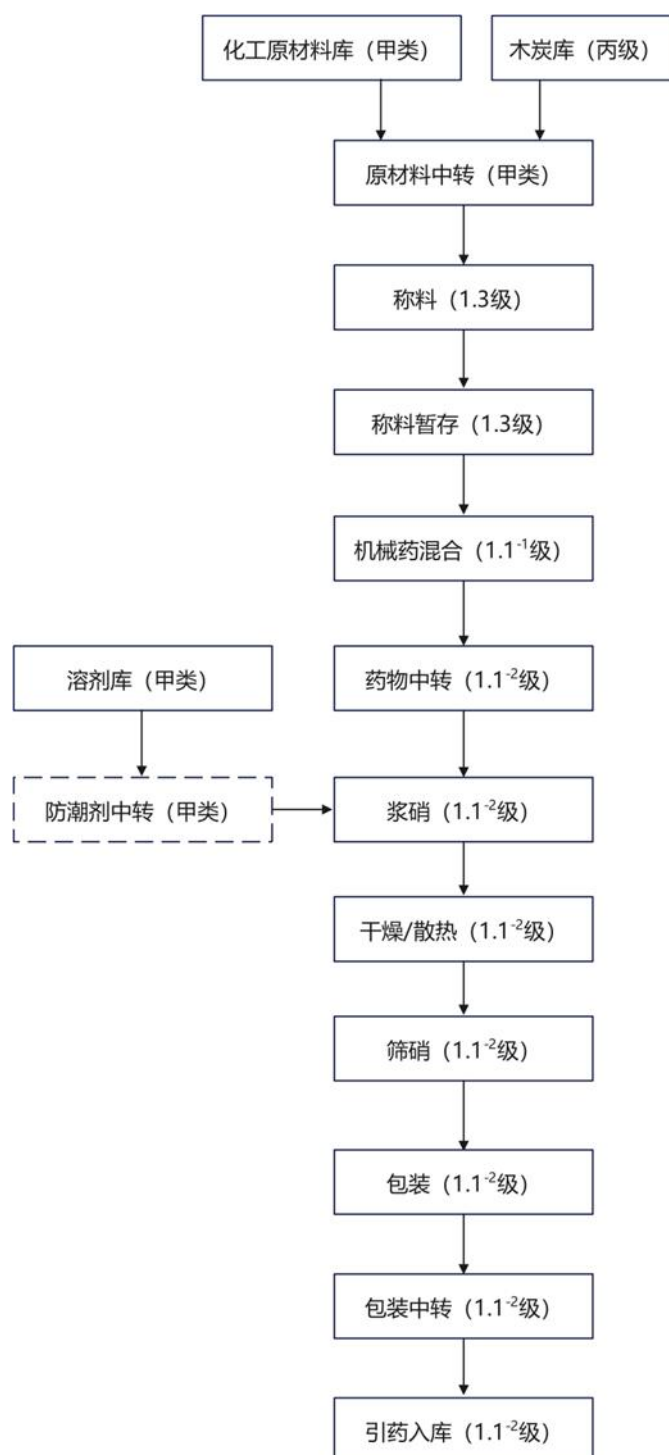 化工原材料库（甲类）
木炭库（丙级）
原材料中转（甲类）
称料（1.3级）
称料暂存（1.3级）
机械药混合（1.1⁻¹级）
溶剂库（甲类）
药物中转（1.1⁻²级）
防潮剂中转（甲类）
浆硝（1.1⁻²级）
干燥/散热（1.1⁻²级）
筛硝（1.1⁻²级）
包装（1.1⁻²级）
包装中转（1.1⁻²级）
引药入库（1.1⁻²级）